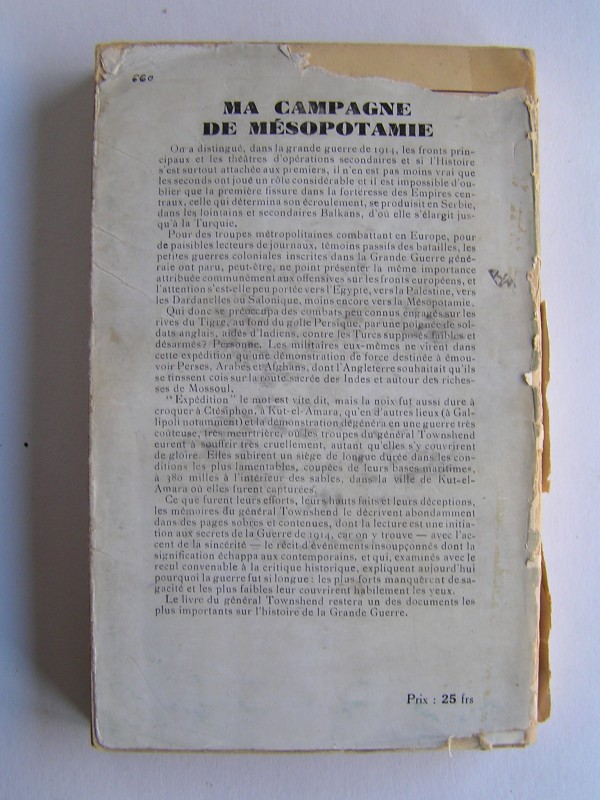 660
MA CAMPAGNE
DE MÉSOPOTAMIE
On a distingué, dans la grande guerre de 1914, les fronts prin-
cipaux et les théâtres d'opérations secondaires et si l'Histoire
s'est surtout attachée aux premiers, il n'en est pas moins vrai que
les seconds ont joué un rôle considérable et il est impossible d'ou-
blier que la première fissure dans la forteresse des Empires cen-
traux, celle qui détermina son écroulement, se produisit en Serbie,
dans les lointains et secondaires Balkans, d'où elle s'élargit jus-
qu'à la Turquie.
Pour des troupes métropolitaines combattant en Europe, pour
de paisibles lecteurs de journaux, témoins passifs des batailles, les
petites guerres coloniales inscrites dans la Grande Guerre géné-
rale ont paru, peut-être, ne point présenter la même importance
attribuée communément aux offensives sur les fronts européens, et
l'attention s'est-elle peu portée vers l'Egypte, vers la Palestine, vers
les Dardanelles ou Salonique, moins encore vers la Mésopotamie.
Qui donc se préoccupa des combats peu connus engagés sur les
rives du Tigre, au fond du golfe Persique, par une poignée de sol-
dats anglais, aidés d'Indiens, contre les Turcs supposés faibles et
désarmés? Personne. Les militaires eux-mêmes ne virent dans
cette expédition qu'une démonstration de force destinée à émou-
voir Perses, Arabes et Afghans, dont l'Angleterre souhaitait qu'ils
se tinssent cois sur la route sacrée des Indes et autour des riches-
ses de Mossoul.
"Expédition" le mot est vite dit, mais la noix fut aussi dure à
croquer à Ctésiphon, à Kut-el-Amara, qu'en d'autres lieux (à Gal-
lipoli notamment) et la démonstration dégénéra en une guerre très
coûteuse, très meurtrière, où les troupes du général Townshend
eurent à souffrir très cruellement, autant qu'elles s'y couvrirent
de gloire. Elles subirent un siège de longue durée dans les con-
ditions les plus lamentables, coupées de leurs bases maritimes,
à 380 milles à l'intérieur des sables, dans la ville de Kut-el-
Amara où elles furent capturées.
Ce que furent leurs efforts, leurs hauts faits et leurs déceptions,
les mémoires du général Townshend le décrivent abondamment
dans des pages sobres et contenues, dont la lecture est une initia-
tion aux secrets de la Guerre de 1914, car on y trouve — avec l'ac-
cent de la sincérité — le récit d'événements insoupçonnés dont la
signification échappa aux contemporains, et qui, examinés avec le
recul convenable à la critique historique, expliquent aujourd'hui
pourquoi la guerre fut si longue : les plus forts manquèrent de sa-
gacité et les plus faibles leur couvrirent habilement les yeux.
Le livre du général Townshend restera un des documents les
plus importants sur l'histoire de la Grande Guerre.
Prix : 25 frs